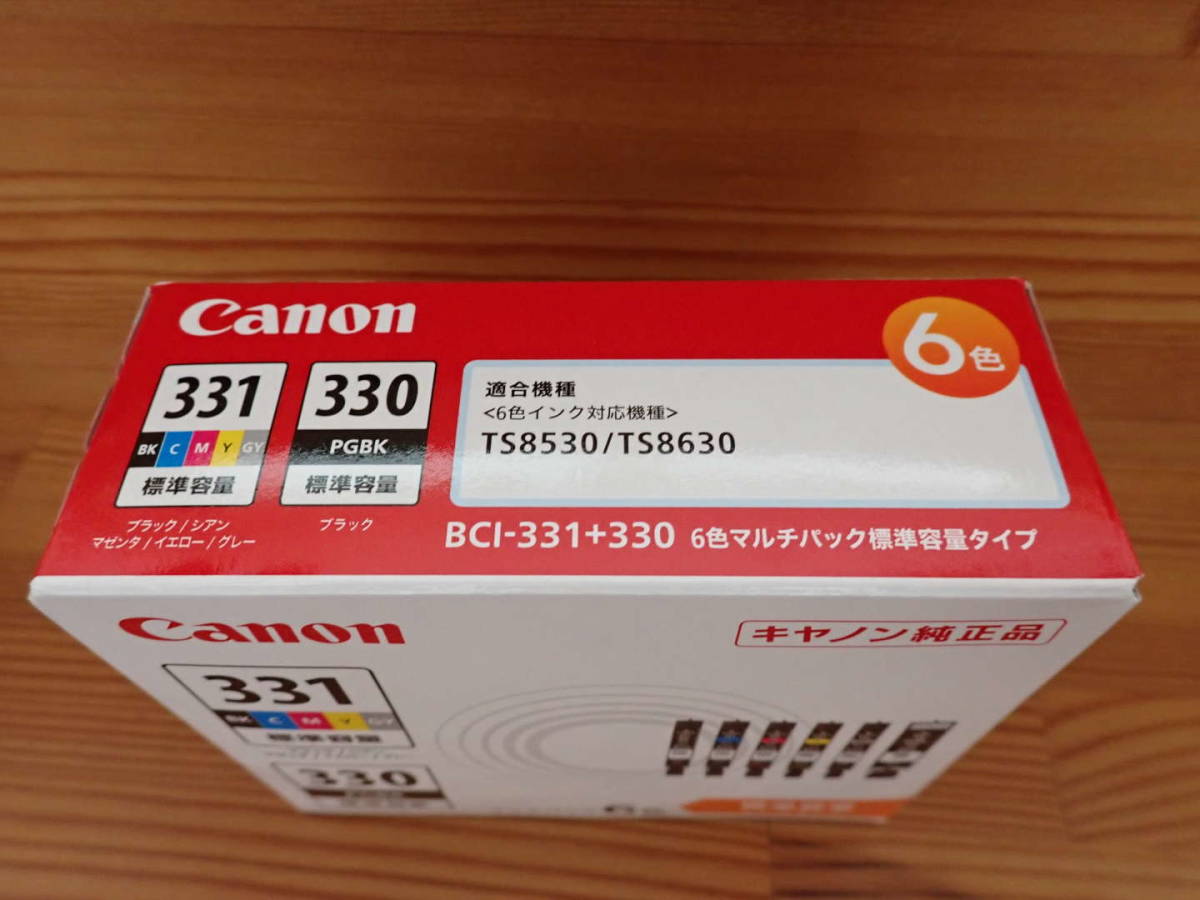 Canon
6色
331
BK C M Y GY
標準容量
ブラック/シアン
マゼンタ/イエロー/グレー
330
PGBK
標準容量
ブラック
適合機種
<6色インク対応機種>
TS8530/TS8630
BCI-331+330 6色マルチパック標準容量タイプ
Canon
キヤノン純正品
331
BK C M Y GY
標準容量
330